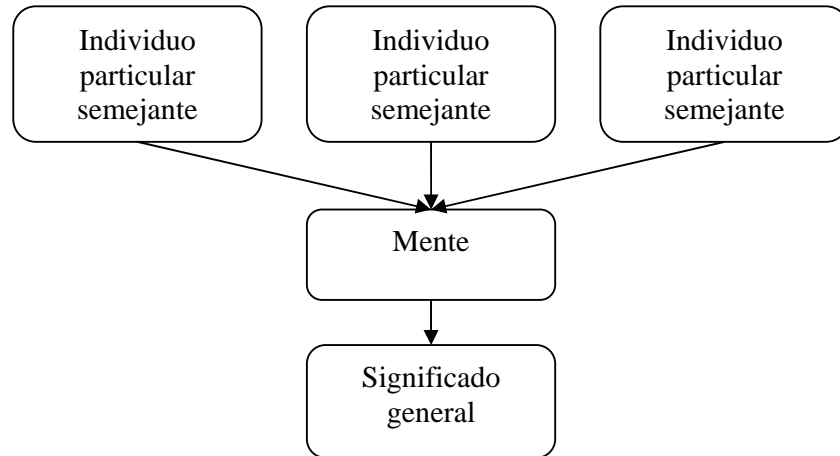 Individuo
particular
semejante
Individuo
particular
semejante
Individuo
particular
semejante
Mente
Significado
general